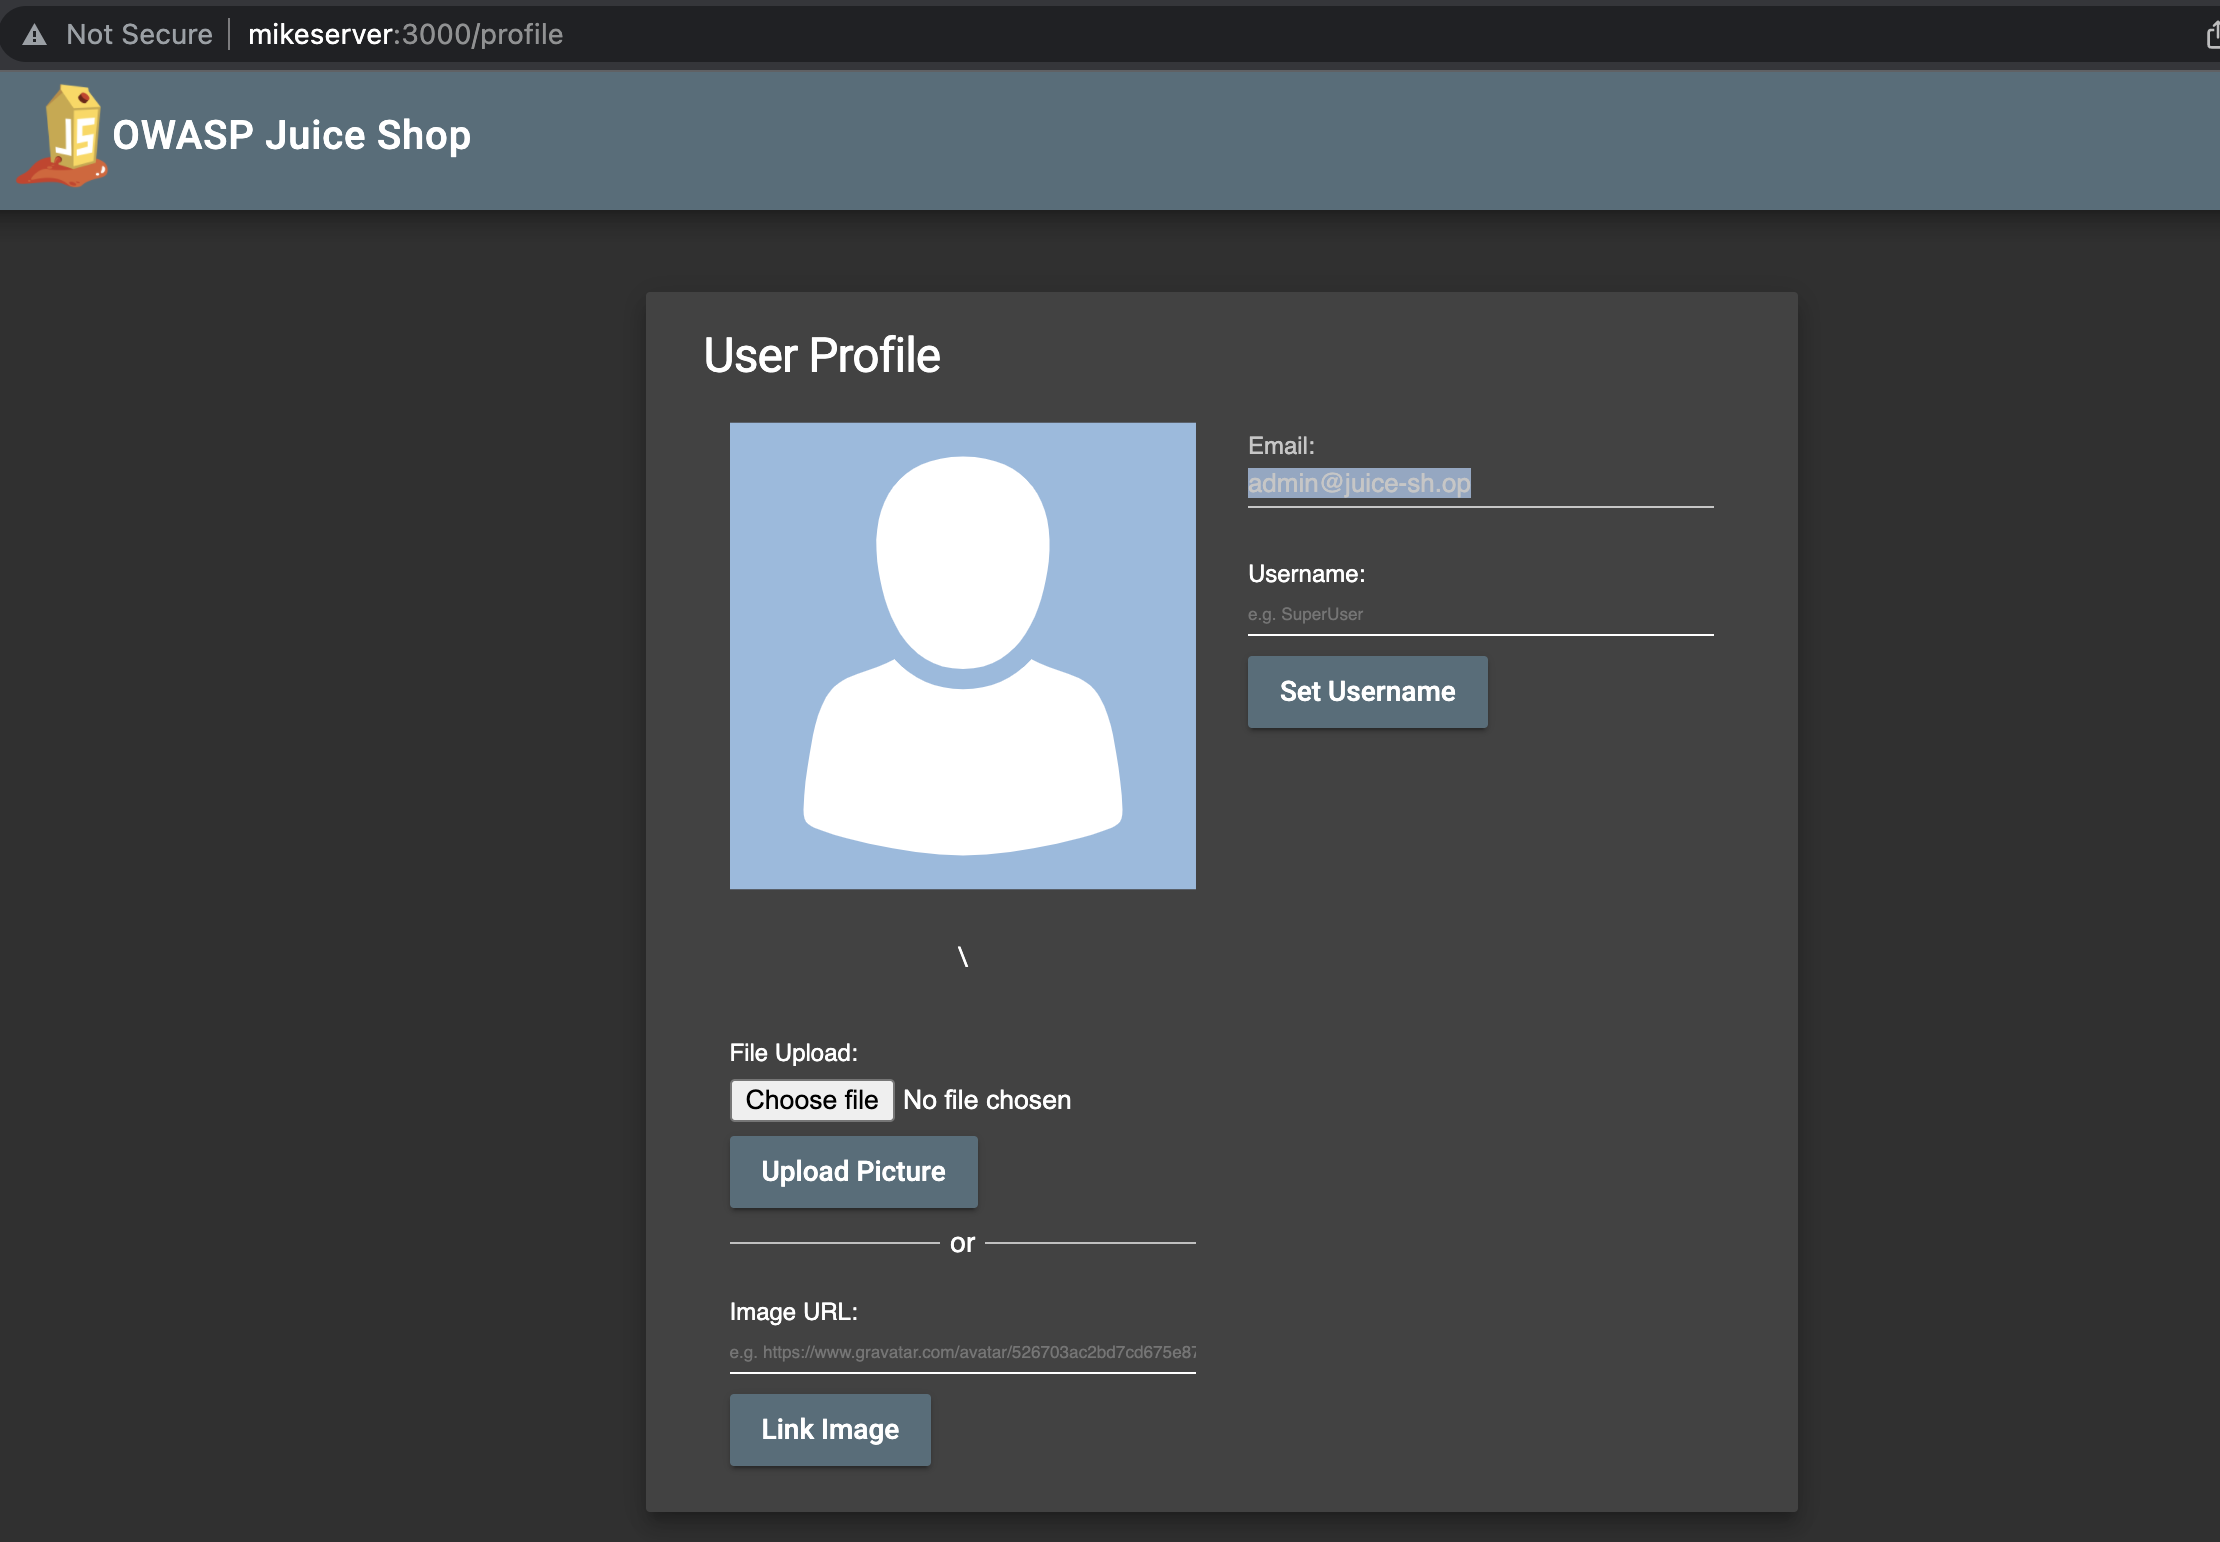 Not Secure | mikeserver:3000/profile
JS
OWASP Juice Shop
User Profile
Email:
admin@juice-sh.op
Username:
e.g. SuperUser
Set Username
\
File Upload:
Choose file No file chosen
Upload Picture
or
Image URL:
e.g. https://www.gravatar.com/avatar/526703ac2bd7cd675e87
Link Image